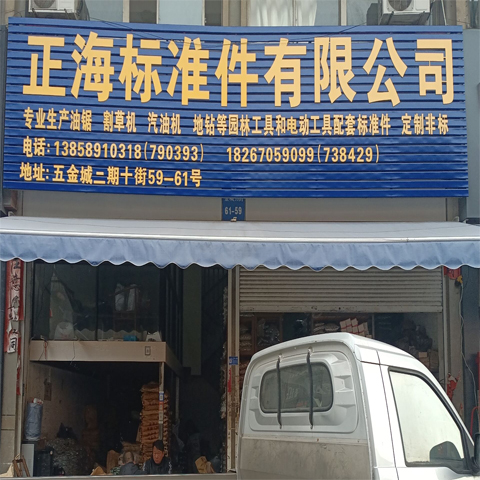 正海标准件有限公司
专业生产油锯 割草机 汽油机 地钻等园林工具和电动工具配套标准件 定制非标
电话:13858910318(790393) 18267059099(738429)
地址:五金城二期十街59-61号
61-59